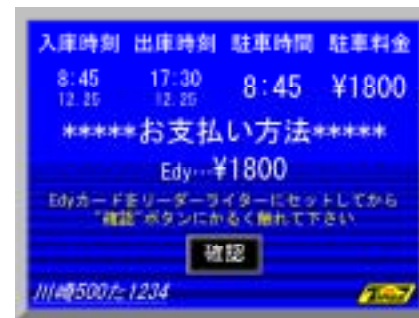 入庫時刻 出庫時刻 駐車時間 駐車料金
8:45 17:30 8:45 ¥1800
12.25 12.25
*****お支払い方法*****
Edy…¥1800
Edyカードをリーダーライターにセットしてから
"確認"ボタンにかるく触れて下さい
確認
川崎500た1234